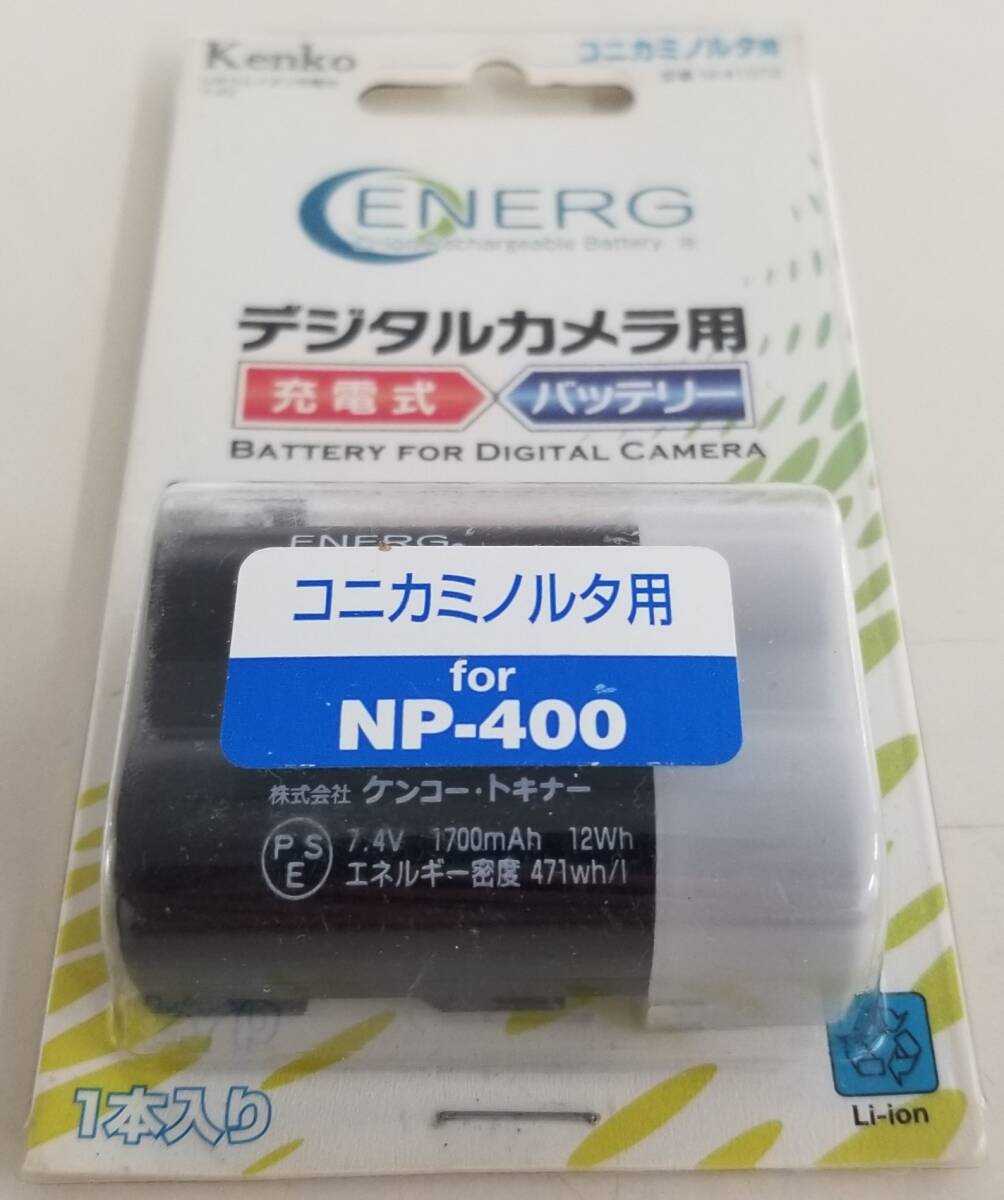 Kenko
コニカミノルタ用
ENERG
Rechargeable Battery
デジタルカメラ用
充電式 バッテリー
BATTERY FOR DIGITAL CAMERA
ENERG
コニカミノルタ用
for
NP-400
株式会社 ケンコー・トキナー
PSE
7.4V 1700mAh 12Wh
エネルギー密度 471wh/l
1本入り
Li-ion